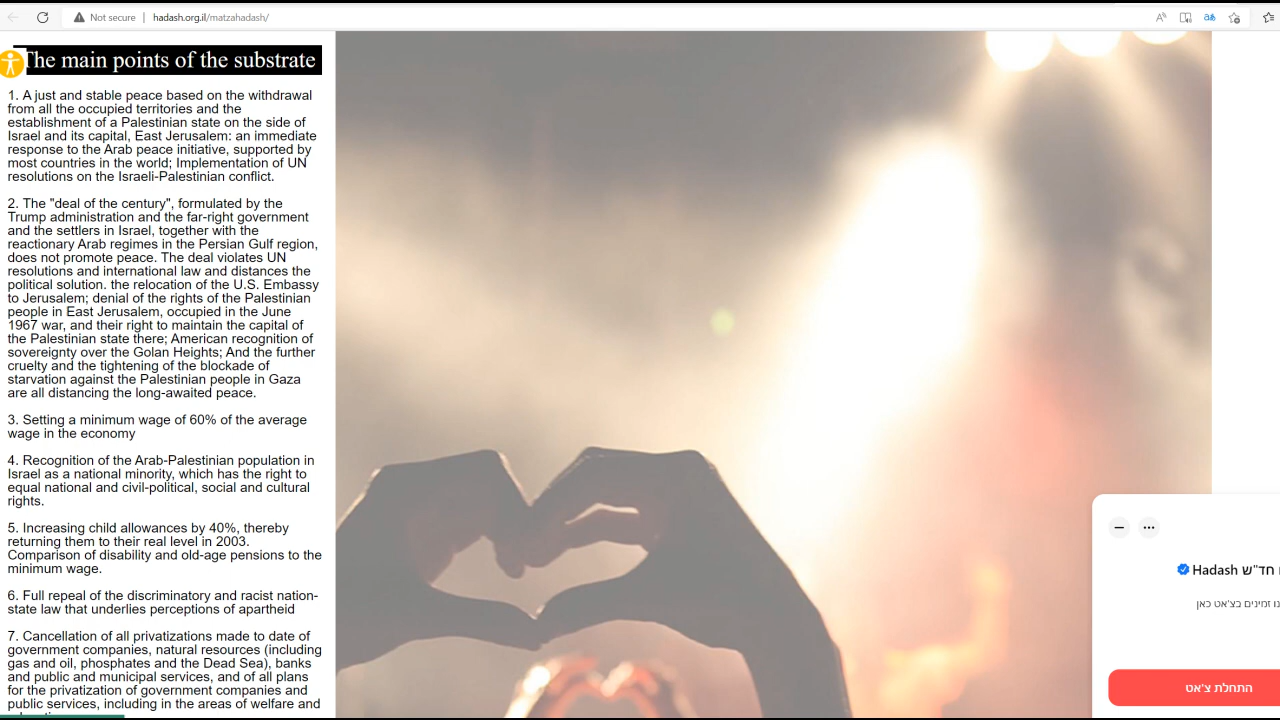 Not secure | hadash.org.il/matzahadash/
The main points of the substrate
1. A just and stable peace based on the withdrawal
from all the occupied territories and the
establishment of a Palestinian state on the side of
Israel and its capital, East Jerusalem: an immediate
response to the Arab peace initiative, supported by
most countries in the world; Implementation of UN
resolutions on the Israeli-Palestinian conflict.
2. The "deal of the century", formulated by the
Trump administration and the far-right government
and the settlers in Israel, together with the
reactionary Arab regimes in the Persian Gulf region,
does not promote peace. The deal violates UN
resolutions and international law and distances the
political solution. the relocation of the U.S. Embassy
to Jerusalem; denial of the rights of the Palestinian
people in East Jerusalem, occupied in the June
1967 war, and their right to maintain the capital of
the Palestinian state there; American recognition of
sovereignty over the Golan Heights; And the further
cruelty and the tightening of the blockade of
starvation against the Palestinian people in Gaza
are all distancing the long-awaited peace.
3. Setting a minimum wage of 60% of the average
wage in the economy
4. Recognition of the Arab-Palestinian population in
Israel as a national minority, which has the right to
equal national and civil-political, social and cultural
rights.
5. Increasing child allowances by 40%, thereby
returning them to their real level in 2003.
Comparison of disability and old-age pensions to the
minimum wage.
6. Full repeal of the discriminatory and racist nation-
state law that underlies perceptions of apartheid
7. Cancellation of all privatizations made to date of
government companies, natural resources (including
gas and oil, phosphates and the Dead Sea), banks
and public and municipal services, and of all plans
for the privatization of government companies and
public services, including in the areas of welfare and
Hadash חד"ש
זמינים בצ'אט כאן
התחלת צ'אט